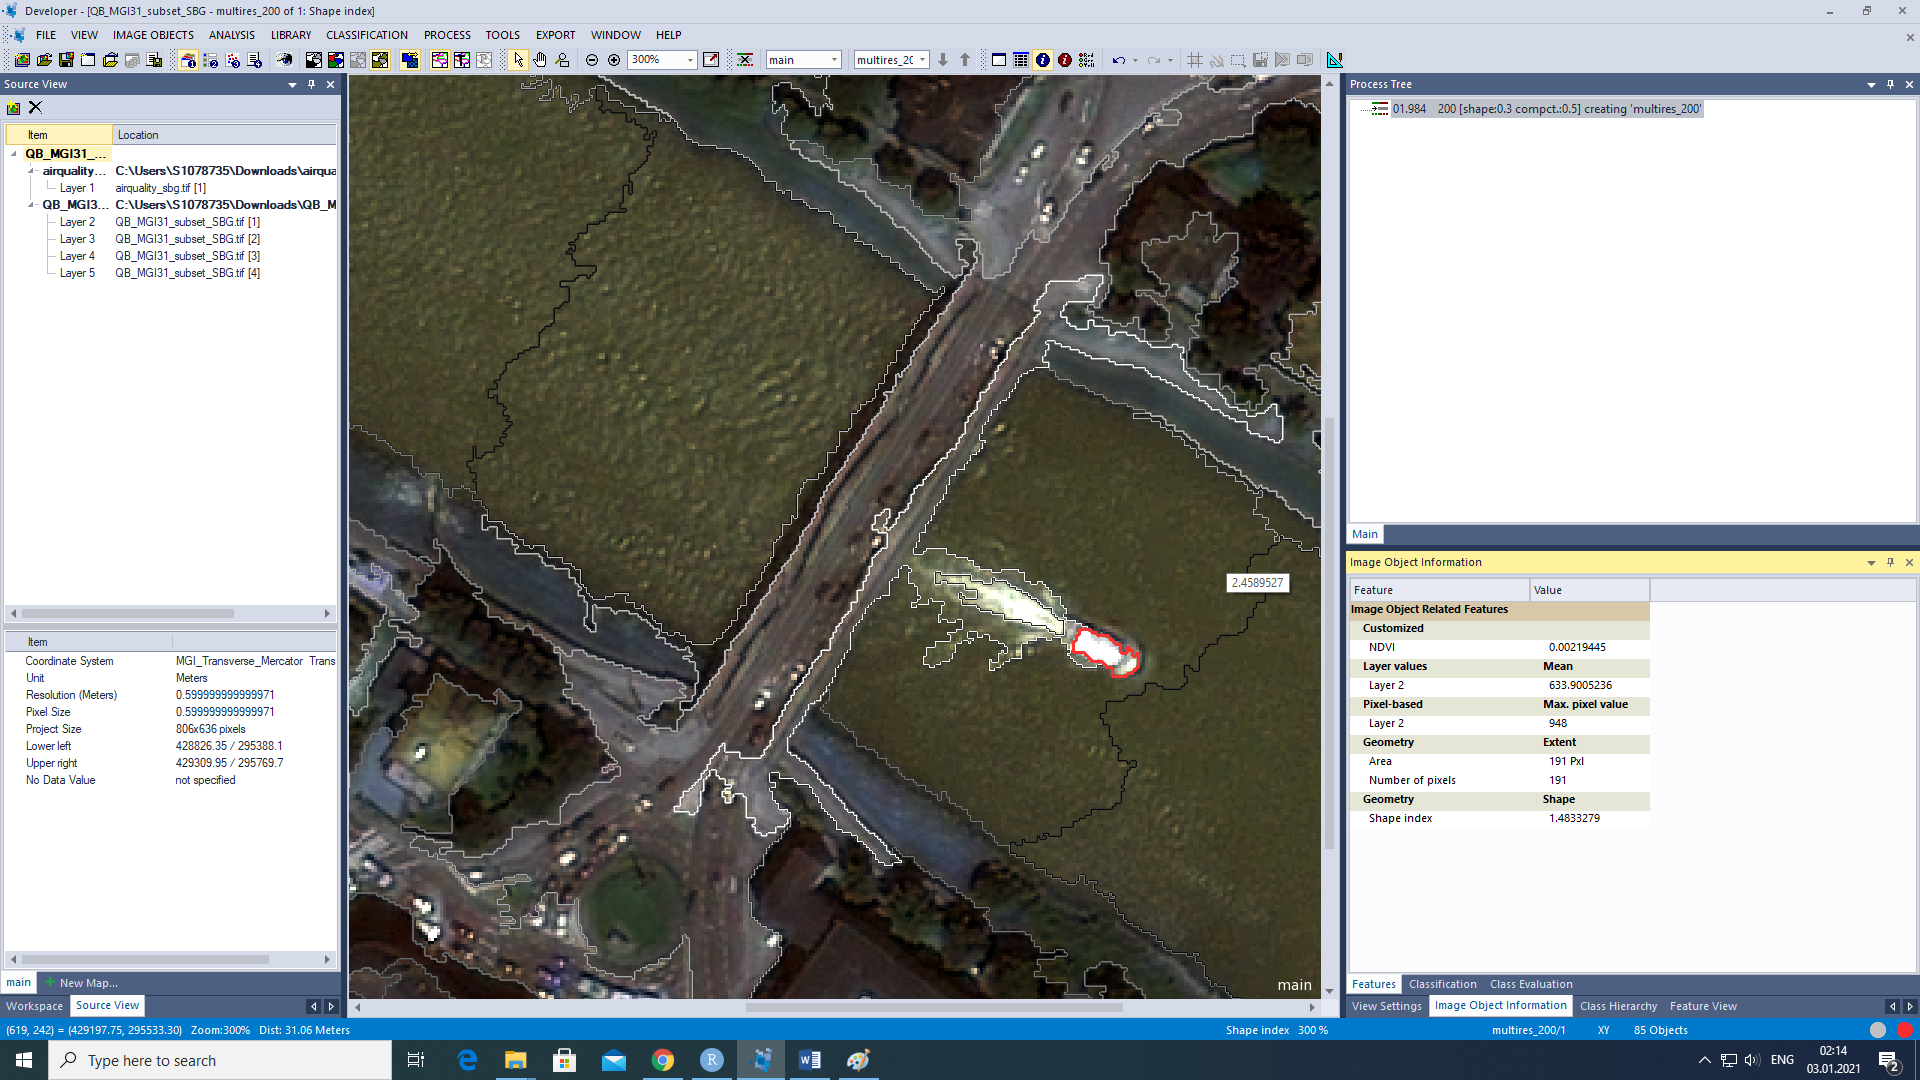 Developer - [QB_MGI31_subset_SBG - multires_200 of 1: Shape index]
FILE VIEW IMAGE OBJECTS ANALYSIS LIBRARY CLASSIFICATION PROCESS TOOLS EXPORT WINDOW HELP
300% main multires_20
Source View
Item Location
QB_MGI31_...
airquality... C:\Users\S1078735\Downloads\airqua
Layer 1 airquality_sbg.tif [1]
QB_MGI3... C:\Users\S1078735\Downloads\QB_M
Layer 2 QB_MGI31_subset_SBG.tif [1]
Layer 3 QB_MGI31_subset_SBG.tif [2]
Layer 4 QB_MGI31_subset_SBG.tif [3]
Layer 5 QB_MGI31_subset_SBG.tif [4]
Item
Coordinate System MGI_Transverse_Mercator Trans
Unit Meters
Resolution (Meters) 0.599999999999971
Pixel Size 0.599999999999971
Project Size 806x636 pixels
Lower left 428826.35 / 295388.1
Upper right 429309.95 / 295769.7
No Data Value not specified
main New Map...
Workspace Source View
2.4589527
main
Process Tree
01.984 200 [shape:0.3 compct.:0.5] creating 'multires_200'
Main
Image Object Information
Feature Value
Image Object Related Features
Customized
NDVI 0.00219445
Layer values Mean
Layer 2 633.9005236
Pixel-based Max. pixel value
Layer 2 948
Geometry Extent
Area 191 Pxl
Number of pixels 191
Geometry Shape
Shape index 1.4833279
Features Classification Class Evaluation
View Settings Image Object Information Class Hierarchy Feature View
(619, 242) = (429197.75, 295533.30) Zoom:300% Dist: 31.06 Meters
Shape index 300 % multires_200/1 XY 85 Objects
Type here to search
ENG
02:14
03.01.2021
2